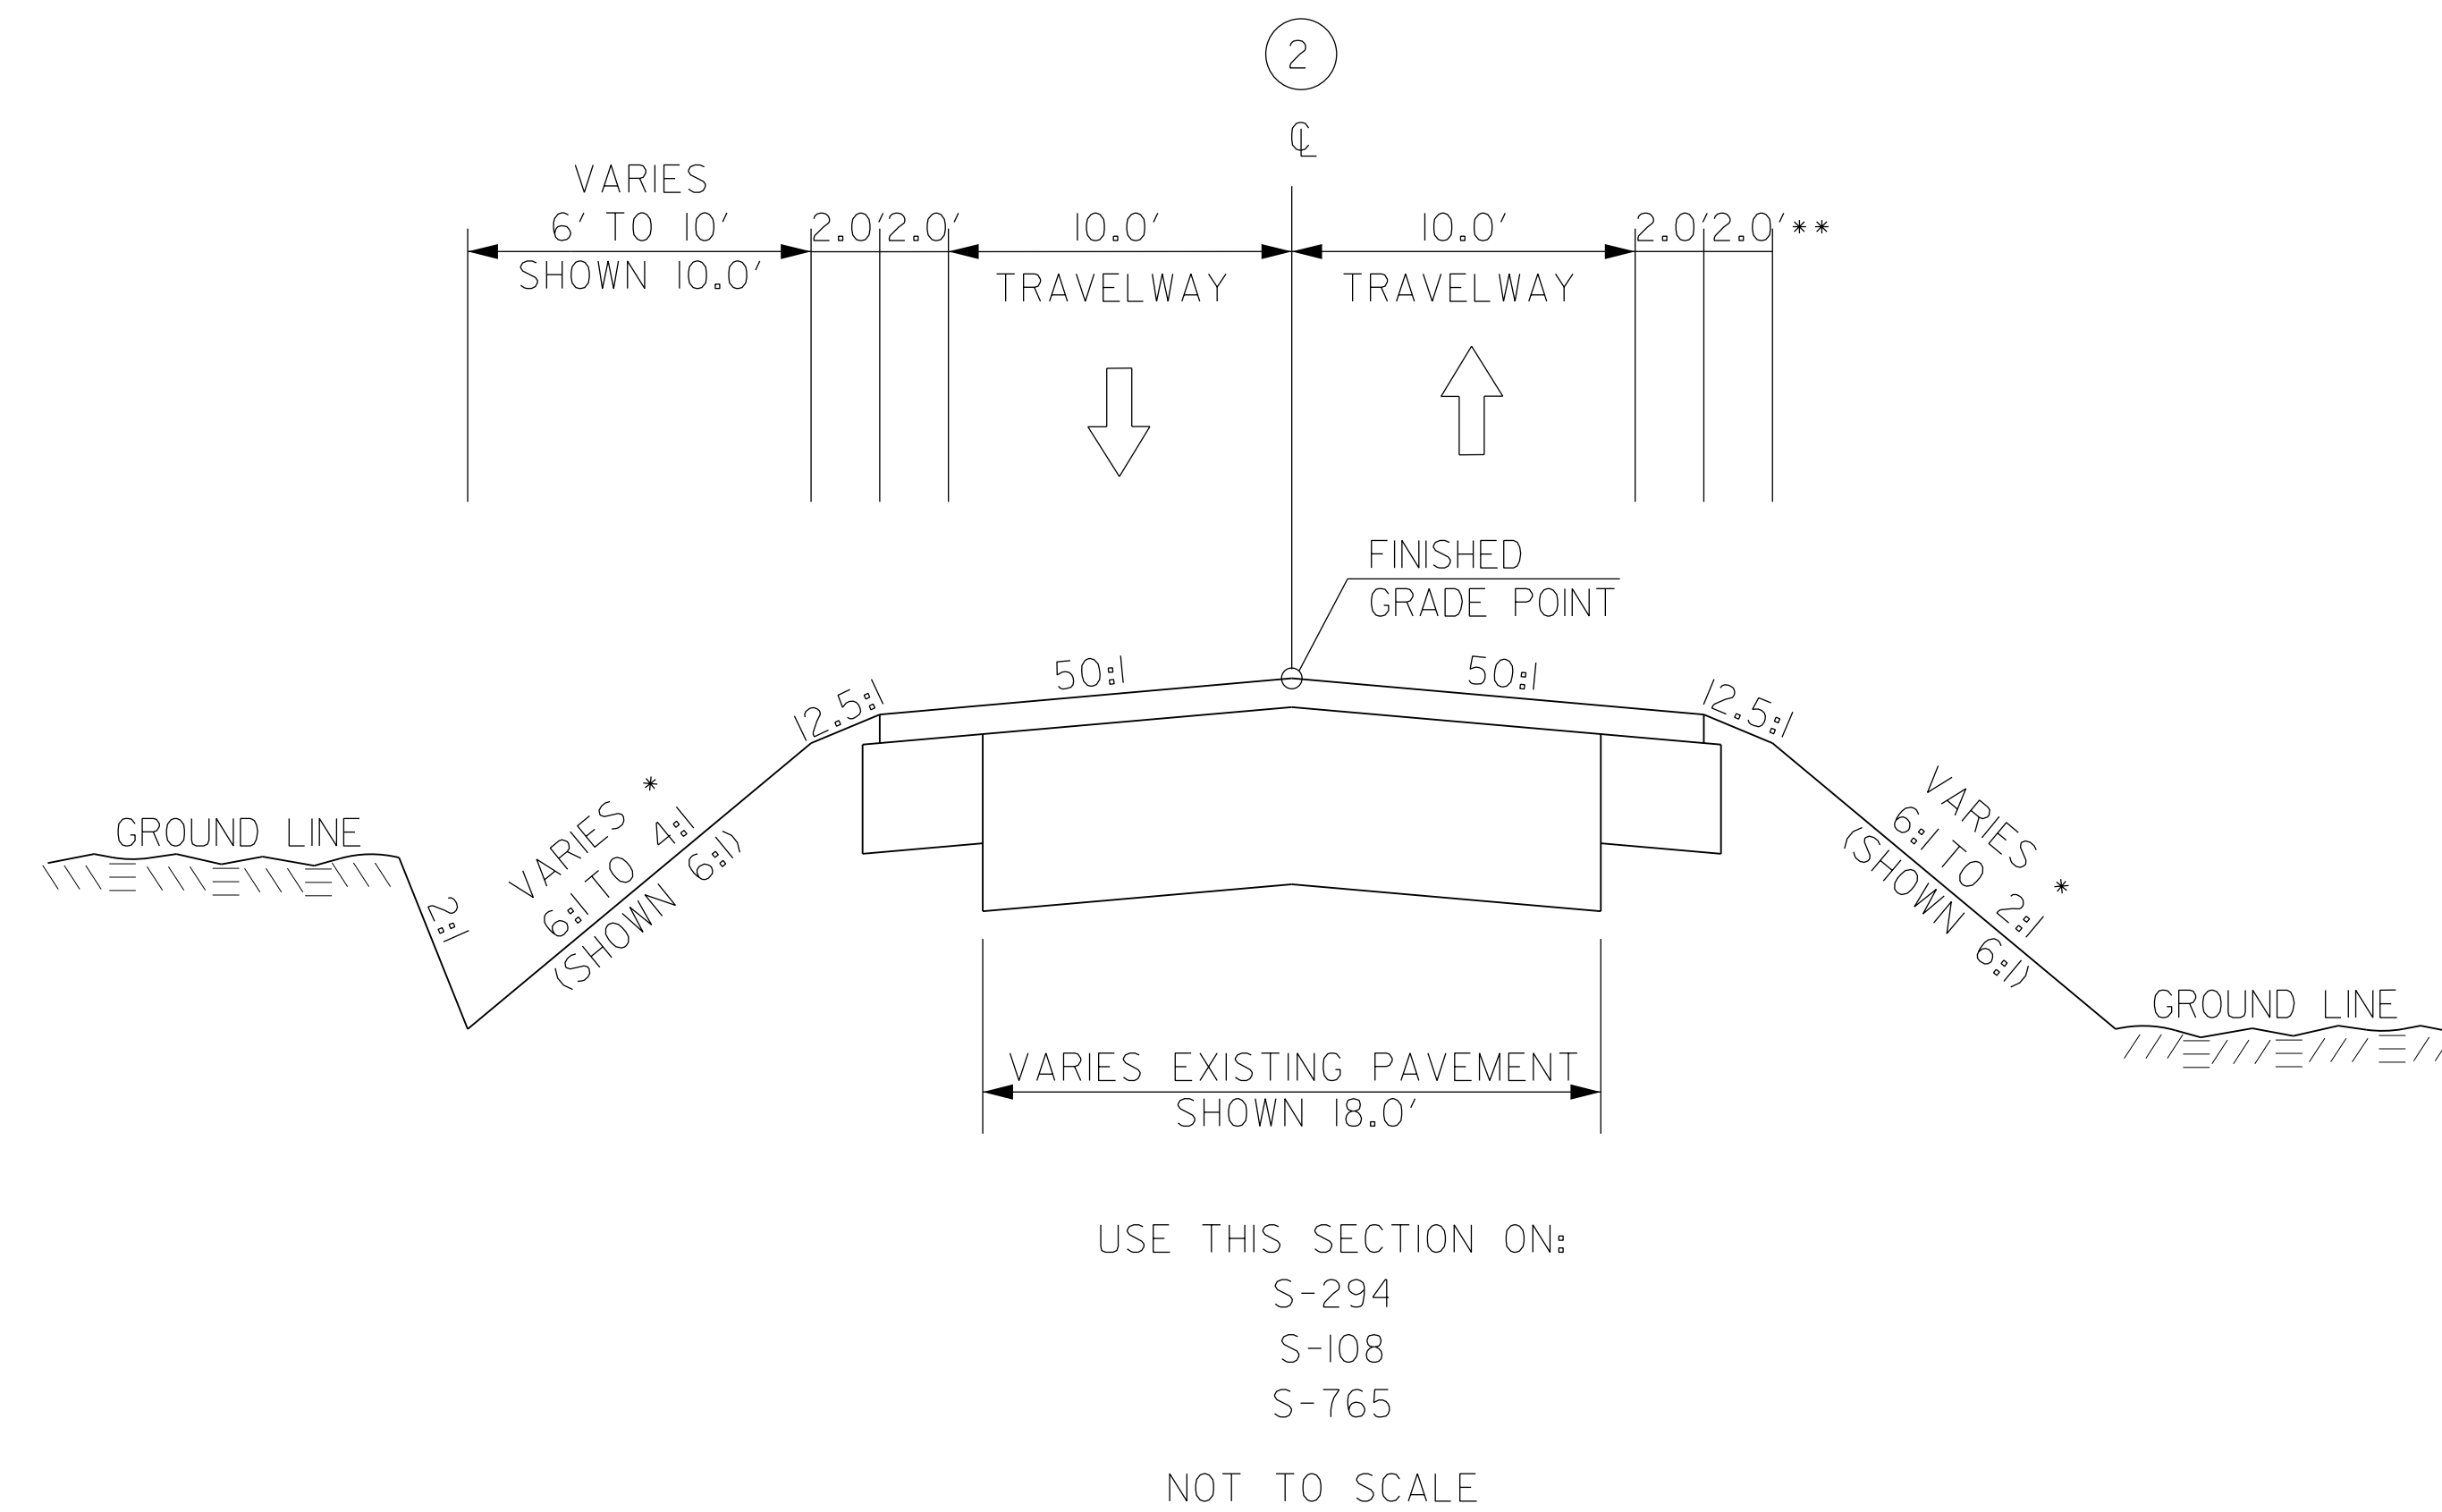 2
℄
VARIES
6' TO 10'
SHOWN 10.0'
2.0'
2.0'
10.0'
TRAVELWAY
10.0'
TRAVELWAY
2.0'
2.0'**
FINISHED
GRADE POINT
50:1
50:1
12.5:1
12.5:1
GROUND LINE
2:1
VARIES *
6:1 TO 4:1
(SHOWN 6:1)
VARIES *
6:1 TO 2:1
(SHOWN 6:1)
GROUND LINE
VARIES EXISTING PAVEMENT
SHOWN 18.0'
USE THIS SECTION ON:
S-294
S-108
S-765
NOT TO SCALE